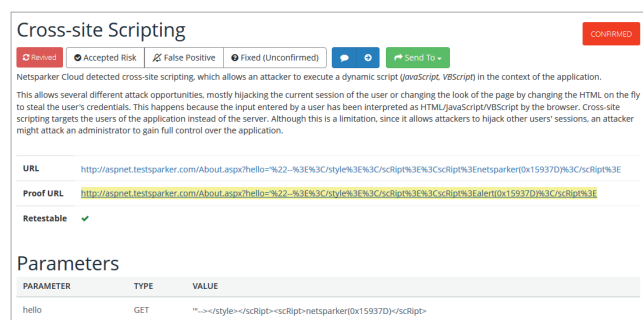 Cross-site Scripting
CONFIRMED
Revived
Accepted Risk
False Positive
Fixed (Unconfirmed)
Send To
Netsparker Cloud detected cross-site scripting, which allows an attacker to execute a dynamic script (JavaScript, VBScript) in the context of the application.
This allows several different attack opportunities, mostly hijacking the current session of the user or changing the look of the page by changing the HTML on the fly
to steal the user's credentials. This happens because the input entered by a user has been interpreted as HTML/JavaScript/VBScript by the browser. Cross-site
scripting targets the users of the application instead of the server. Although this is a limitation, since it allows attackers to hijack other users' sessions, an attacker
might attack an administrator to gain full control over the application.
URL http://aspnet.testsparker.com/About.aspx?hello='%22--%3E%3C/style%3E%3C/scRipt%3E%3CscRipt%3Enetsparker(0x15937D)%3C/scRipt%3E
Proof URL http://aspnet.testsparker.com/About.aspx?hello='%22--%3E%3C/style%3E%3C/scRipt%3E%3CscRipt%3Ealert(0x15937D)%3C/scRipt%3E
Retestable
Parameters
PARAMETER TYPE VALUE
hello GET '"--></style></scRipt><scRipt>netsparker(0x15937D)</scRipt>